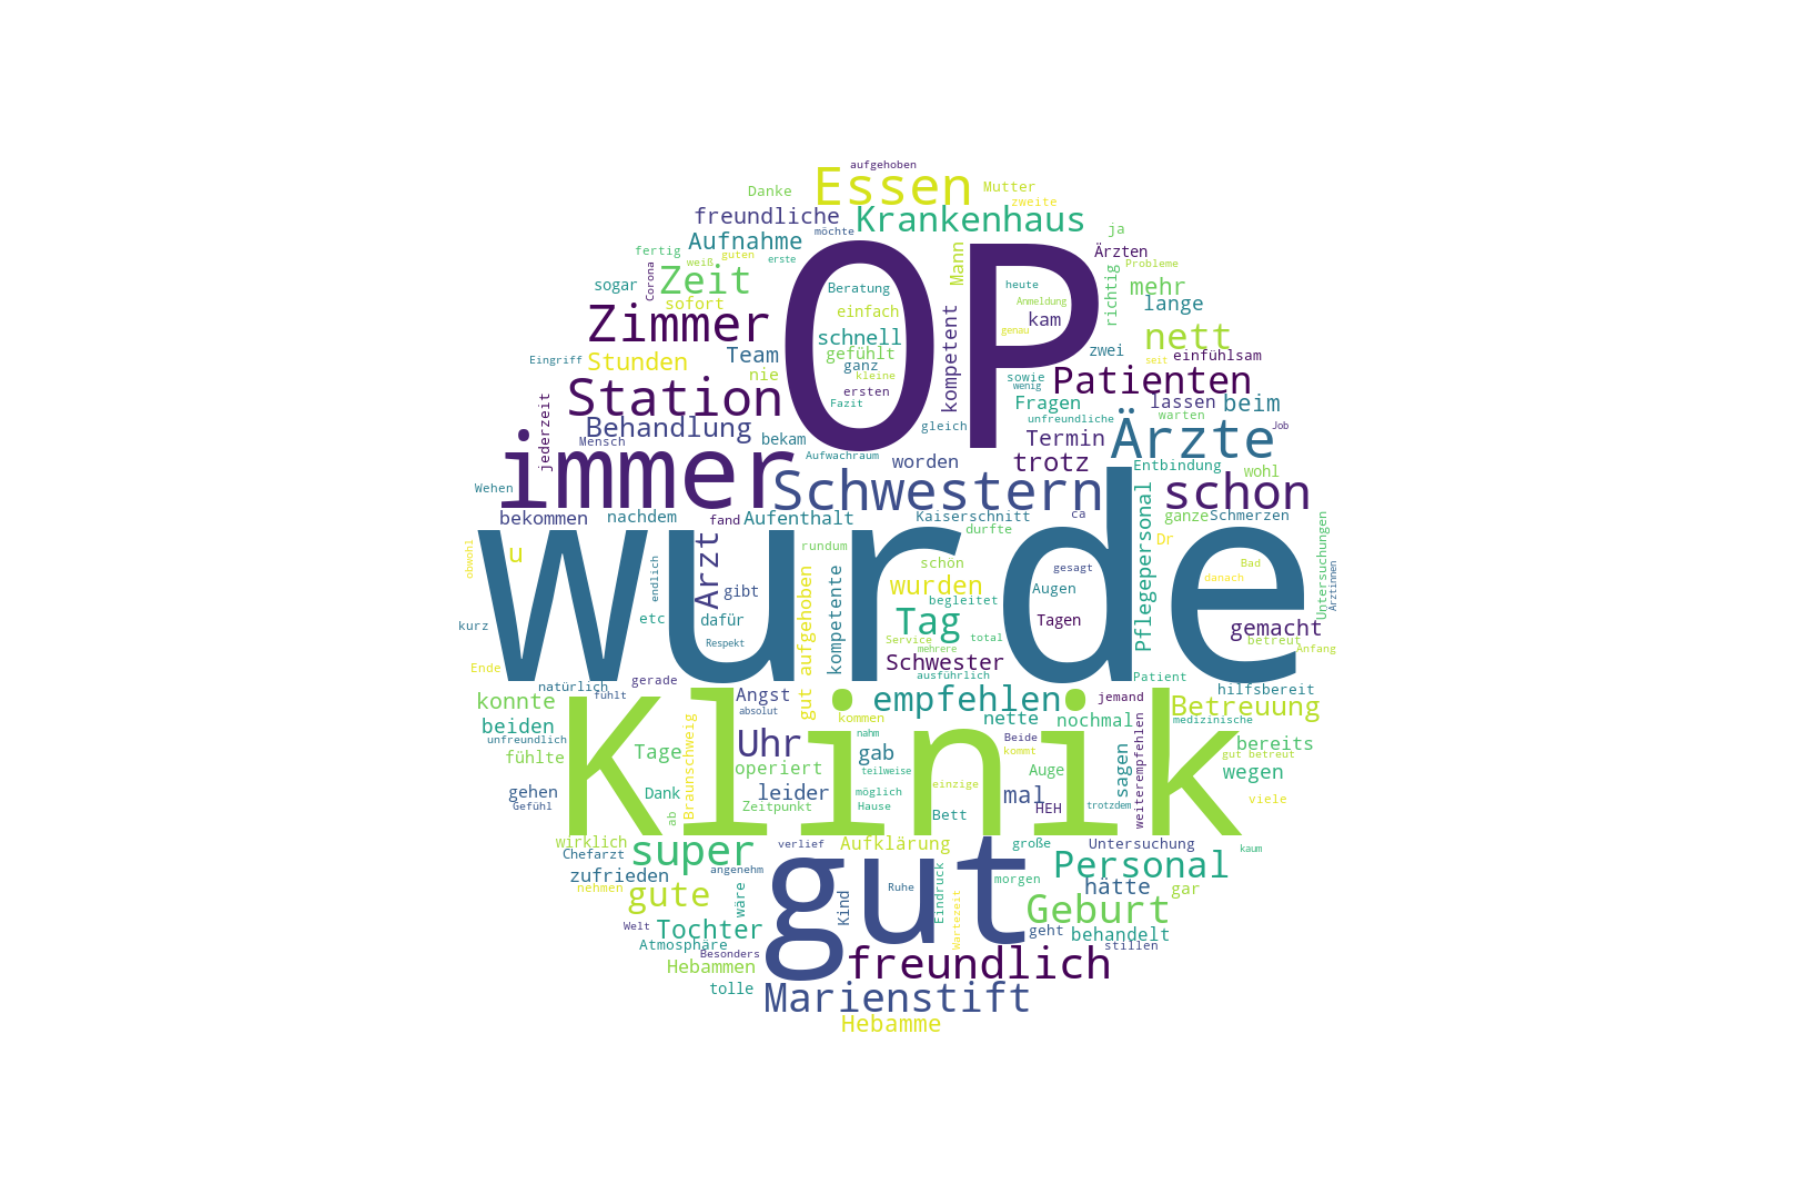 aufgehoben
Essen
Danke
Mutter
zweite
freundliche
Krankenhaus
Aufnahme
möchte
ja
fertig
weiß
guten
erste
Mann
Ärzten
Probleme
Corona
Zeit
OP
richtig
mehr
sogar
sofort
Beratung
heute
lange
Zimmer
einfach
Anmeldung
kam
schnell
genau
nett
Eingriff
Stunden
Team
gefühlt
kompetent
zwei
einfühlsam
nie
ganz
kleine
seit
Station
ersten
sowie
wenig
Patienten
Fazit
Fragen
lassen
beim
jederzeit
Behandlung
Mensch
bekam
gleich
unfreundliche
warten
Job
Termin
Ärzte
immer
Aufwachraum
worden
trotz
Entbindung
wohl
Wehen
Schwestern
schon
bekommen
nachdem
fand
Aufenthalt
Kaiserschnitt
ca
Pflegepersonal
ganze
Schmerzen
durfte
wurde
obwohl
u
endlich
Arzt
rundum
schön
gesagt
Dr
Bad
Untersuchungen
Ärztinnen
gibt
gut aufgehoben
kompetente
wurden
Augen
danach
begleitet
kurz
etc
dafür
Tag
Tagen
gemacht
Respekt
Service
total
betreut
mehrere
Anfang
Ende
Schwester
ausführlich
Patient
natürlich
gerade
fühlt
hilfsbereit
konnte
Angst
empfehlen
jemand
Betreuung
absolut
kommen
nette
nochmal
medizinische
beiden
Klinik
unfreundlich
Braunschweig
Uhr
nahm
Beide
weiterempfehlen
bereits
fühlte
Tage
gab
kommt
sagen
gut betreut
operiert
teilweise
Auge
wegen
gehen
Dank
leider
möglich
einzige
mal
viele
Gefühl
ab
Zeitpunkt
Hause
Bett
HEH
trotzdem
wirklich
verlief
Aufklärung
große
Untersuchung
kaum
Chefarzt
super
gut
Personal
zufrieden
angenehm
nehmen
Ruhe
morgen
hätte
gar
gute
wäre
Kind
Eindruck
Wartezeit
Geburt
Welt
Tochter
geht
behandelt
Atmosphäre
Besonders
stillen
Hebammen
freundlich
tolle
Marienstift
Hebamme